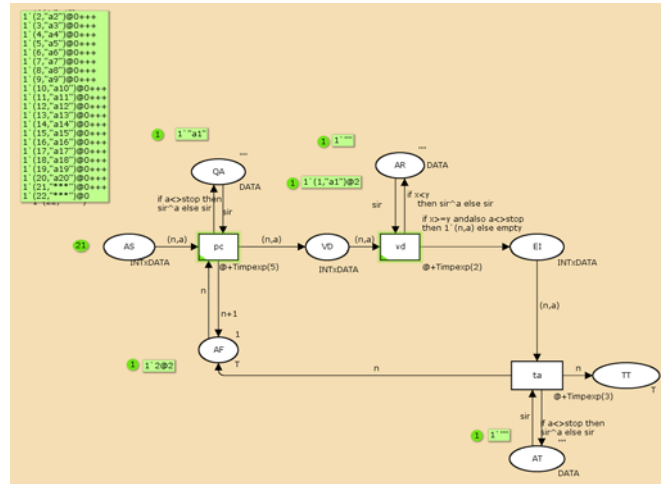 1`(2,"a2")@0+++
1`(3,"a3")@0+++
1`(4,"a4")@0+++
1`(5,"a5")@0+++
1`(6,"a6")@0+++
1`(7,"a7")@0+++
1`(8,"a8")@0+++
1`(9,"a9")@0+++
1`(10,"a10")@0+++
1`(11,"a11")@0+++
1`(12,"a12")@0+++
1`(13,"a13")@0+++
1`(14,"a14")@0+++
1`(15,"a15")@0+++
1`(16,"a16")@0+++
1`(17,"a17")@0+++
1`(18,"a18")@0+++
1`(19,"a19")@0+++
1`(20,"a20")@0+++
1`(21,"***")@0+++
1`(22,"***")@0
1 1`"a1"
1 1`""
""
QA
DATA
""
AR
DATA
1 1`(1,"a1")@2
if a<>stop then
sir^a else sir
sir
sir
if x<y
then sir^a else sir
if x>=y andalso a<>stop
then 1`(n,a) else empty
21
AS
INTxDATA
(n,a)
pc
@+Timpexp(5)
(n,a)
VD
INTxDATA
(n,a)
vd
@+Timpexp(2)
EI
INTxDATA
n
n+1
(n,a)
1
AF
T
1 1`2@2
n
ta
@+Timpexp(3)
n
TT
T
sir
if a<>stop then
sir^a else sir
1 1`""
""
AT
DATA